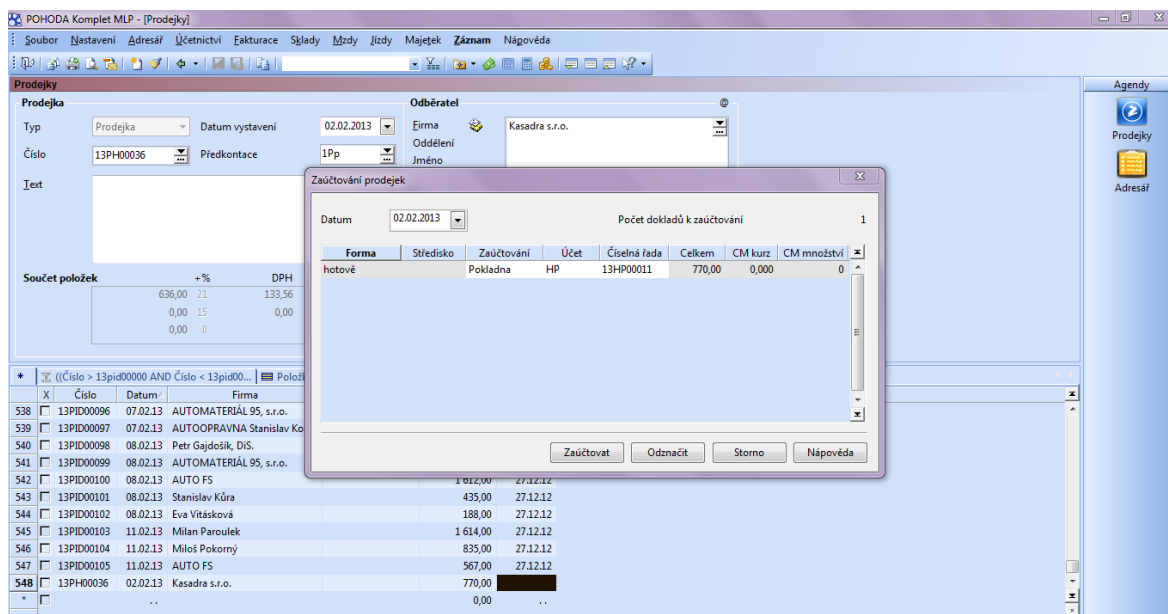 POHODA Komplet MLP - [Prodejky]
Soubor Nastavení Adresář Účetnictví Fakturace Sklady Mzdy Jízdy Majetek Záznam Nápověda
Prodejky
Agendy
Prodejka
Odběratel @
Typ Prodejka Datum vystavení 02.02.2013 Firma Kasadra s.r.o.
Oddělení
Číslo 13PH00036 Předkontace 1Pp Jméno
Text
Prodejky
Adresář
Zaúčtování prodejek
Datum 02.02.2013 Počet dokladů k zaúčtování 1
Forma Středisko Zaúčtování Účet Číselná řada Celkem CM kurz CM množství
hotově Pokladna HP 13HP00011 770,00 0,000 0
Součet položek +% DPH
636,00 21 133,56
0,00 15 0,00
0,00 0
Zaúčtovat Odznačit Storno Nápověda
* ((Číslo > 13pid00000 AND Číslo < 13pid00... Polož
X Číslo Datum Firma
538 13PID00096 07.02.13 AUTOMATERIÁL 95, s.r.o.
539 13PID00097 07.02.13 AUTOOPRAVNA Stanislav Ko
540 13PID00098 08.02.13 Petr Gajdošík, DiS.
541 13PID00099 08.02.13 AUTOMATERIÁL 95, s.r.o.
542 13PID00100 08.02.13 AUTO FS 1 612,00 27.12.12
543 13PID00101 08.02.13 Stanislav Kůra 435,00 27.12.12
544 13PID00102 08.02.13 Eva Vitásková 188,00 27.12.12
545 13PID00103 11.02.13 Milan Paroulek 1 614,00 27.12.12
546 13PID00104 11.02.13 Miloš Pokorný 835,00 27.12.12
547 13PID00105 11.02.13 AUTO FS 567,00 27.12.12
548 13PH00036 02.02.13 Kasadra s.r.o. 770,00
* . . 0,00 . .